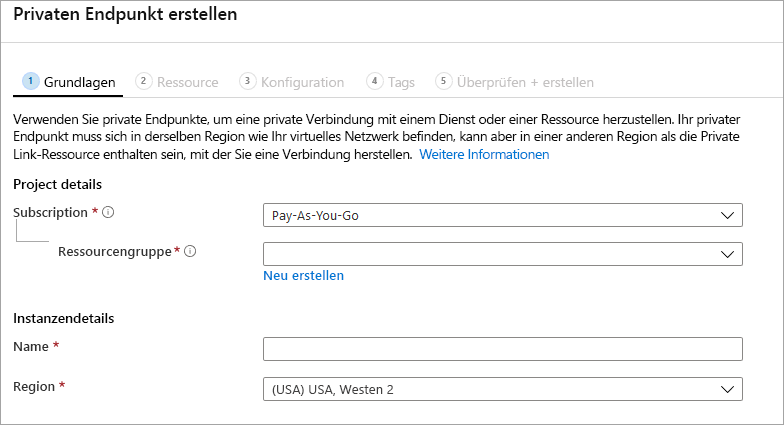 Privaten Endpunkt erstellen
1 Grundlagen 2 Ressource 3 Konfiguration 4 Tags 5 Überprüfen + erstellen
Verwenden Sie private Endpunkte, um eine private Verbindung mit einem Dienst oder einer Ressource herzustellen. Ihr privater
Endpunkt muss sich in derselben Region wie Ihr virtuelles Netzwerk befinden, kann aber in einer anderen Region als die Private
Link-Ressource enthalten sein, mit der Sie eine Verbindung herstellen. Weitere Informationen
Project details
Subscription * Pay-As-You-Go
Ressourcengruppe * 
Neu erstellen
Instanzendetails
Name *
Region * (USA) USA, Westen 2